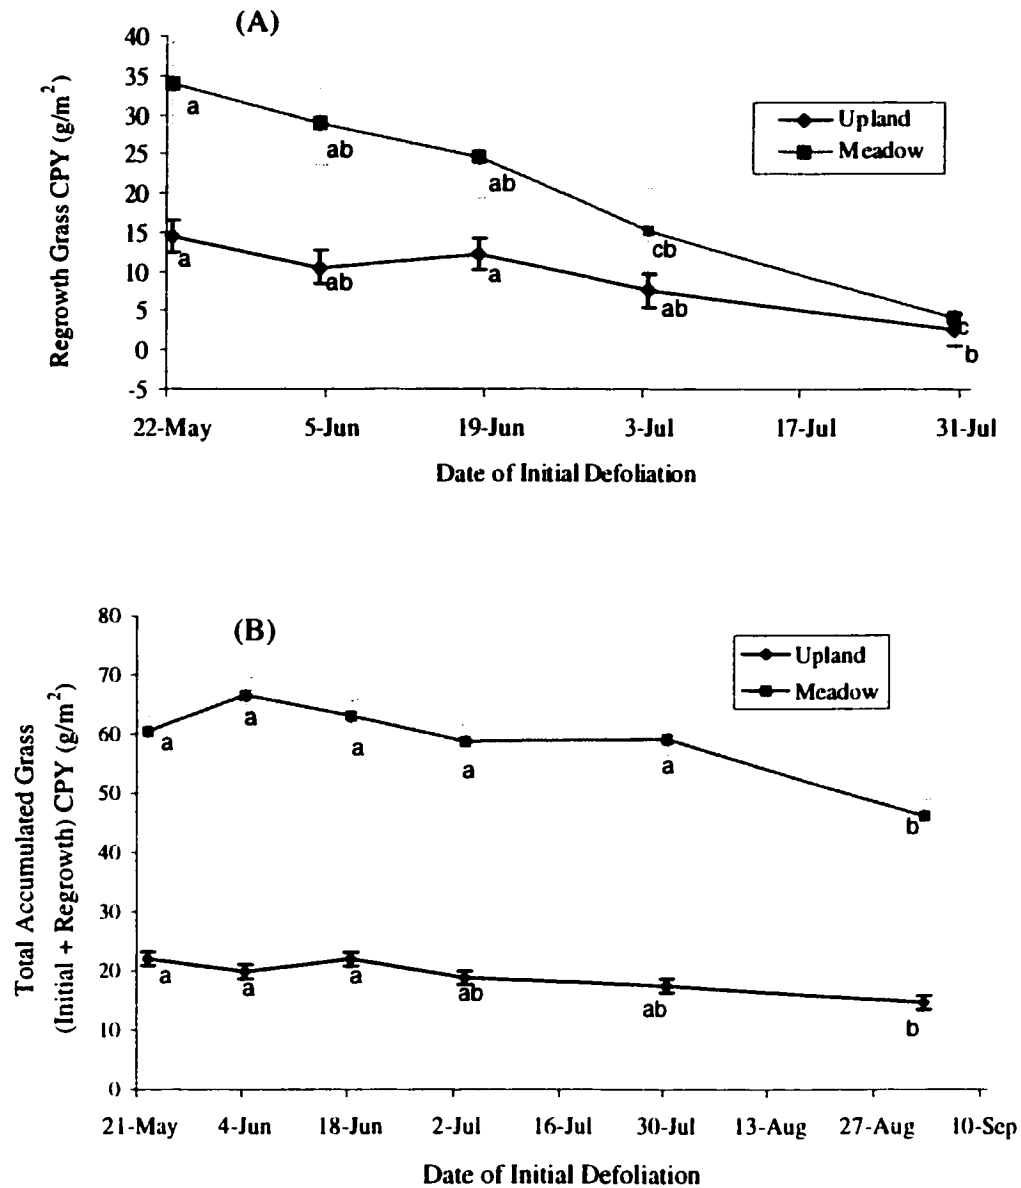 (A)
Regrowth Grass CPY (g/m²)
40
35
30
25
20
15
10
5
0
-5
Upland
Meadow
a
ab
ab
cb
c
a
ab
a
ab
b
22-May 5-Jun 19-Jun 3-Jul 17-Jul 31-Jul
Date of Initial Defoliation
(B)
Total Accumulated Grass
(Initial + Regrowth) CPY (g/m²)
80
70
60
50
40
30
20
10
0
Upland
Meadow
a
a
a
a
a
b
a
a
a
ab
ab
b
21-May 4-Jun 18-Jun 2-Jul 16-Jul 30-Jul 13-Aug 27-Aug 10-Sep
Date of Initial Defoliation